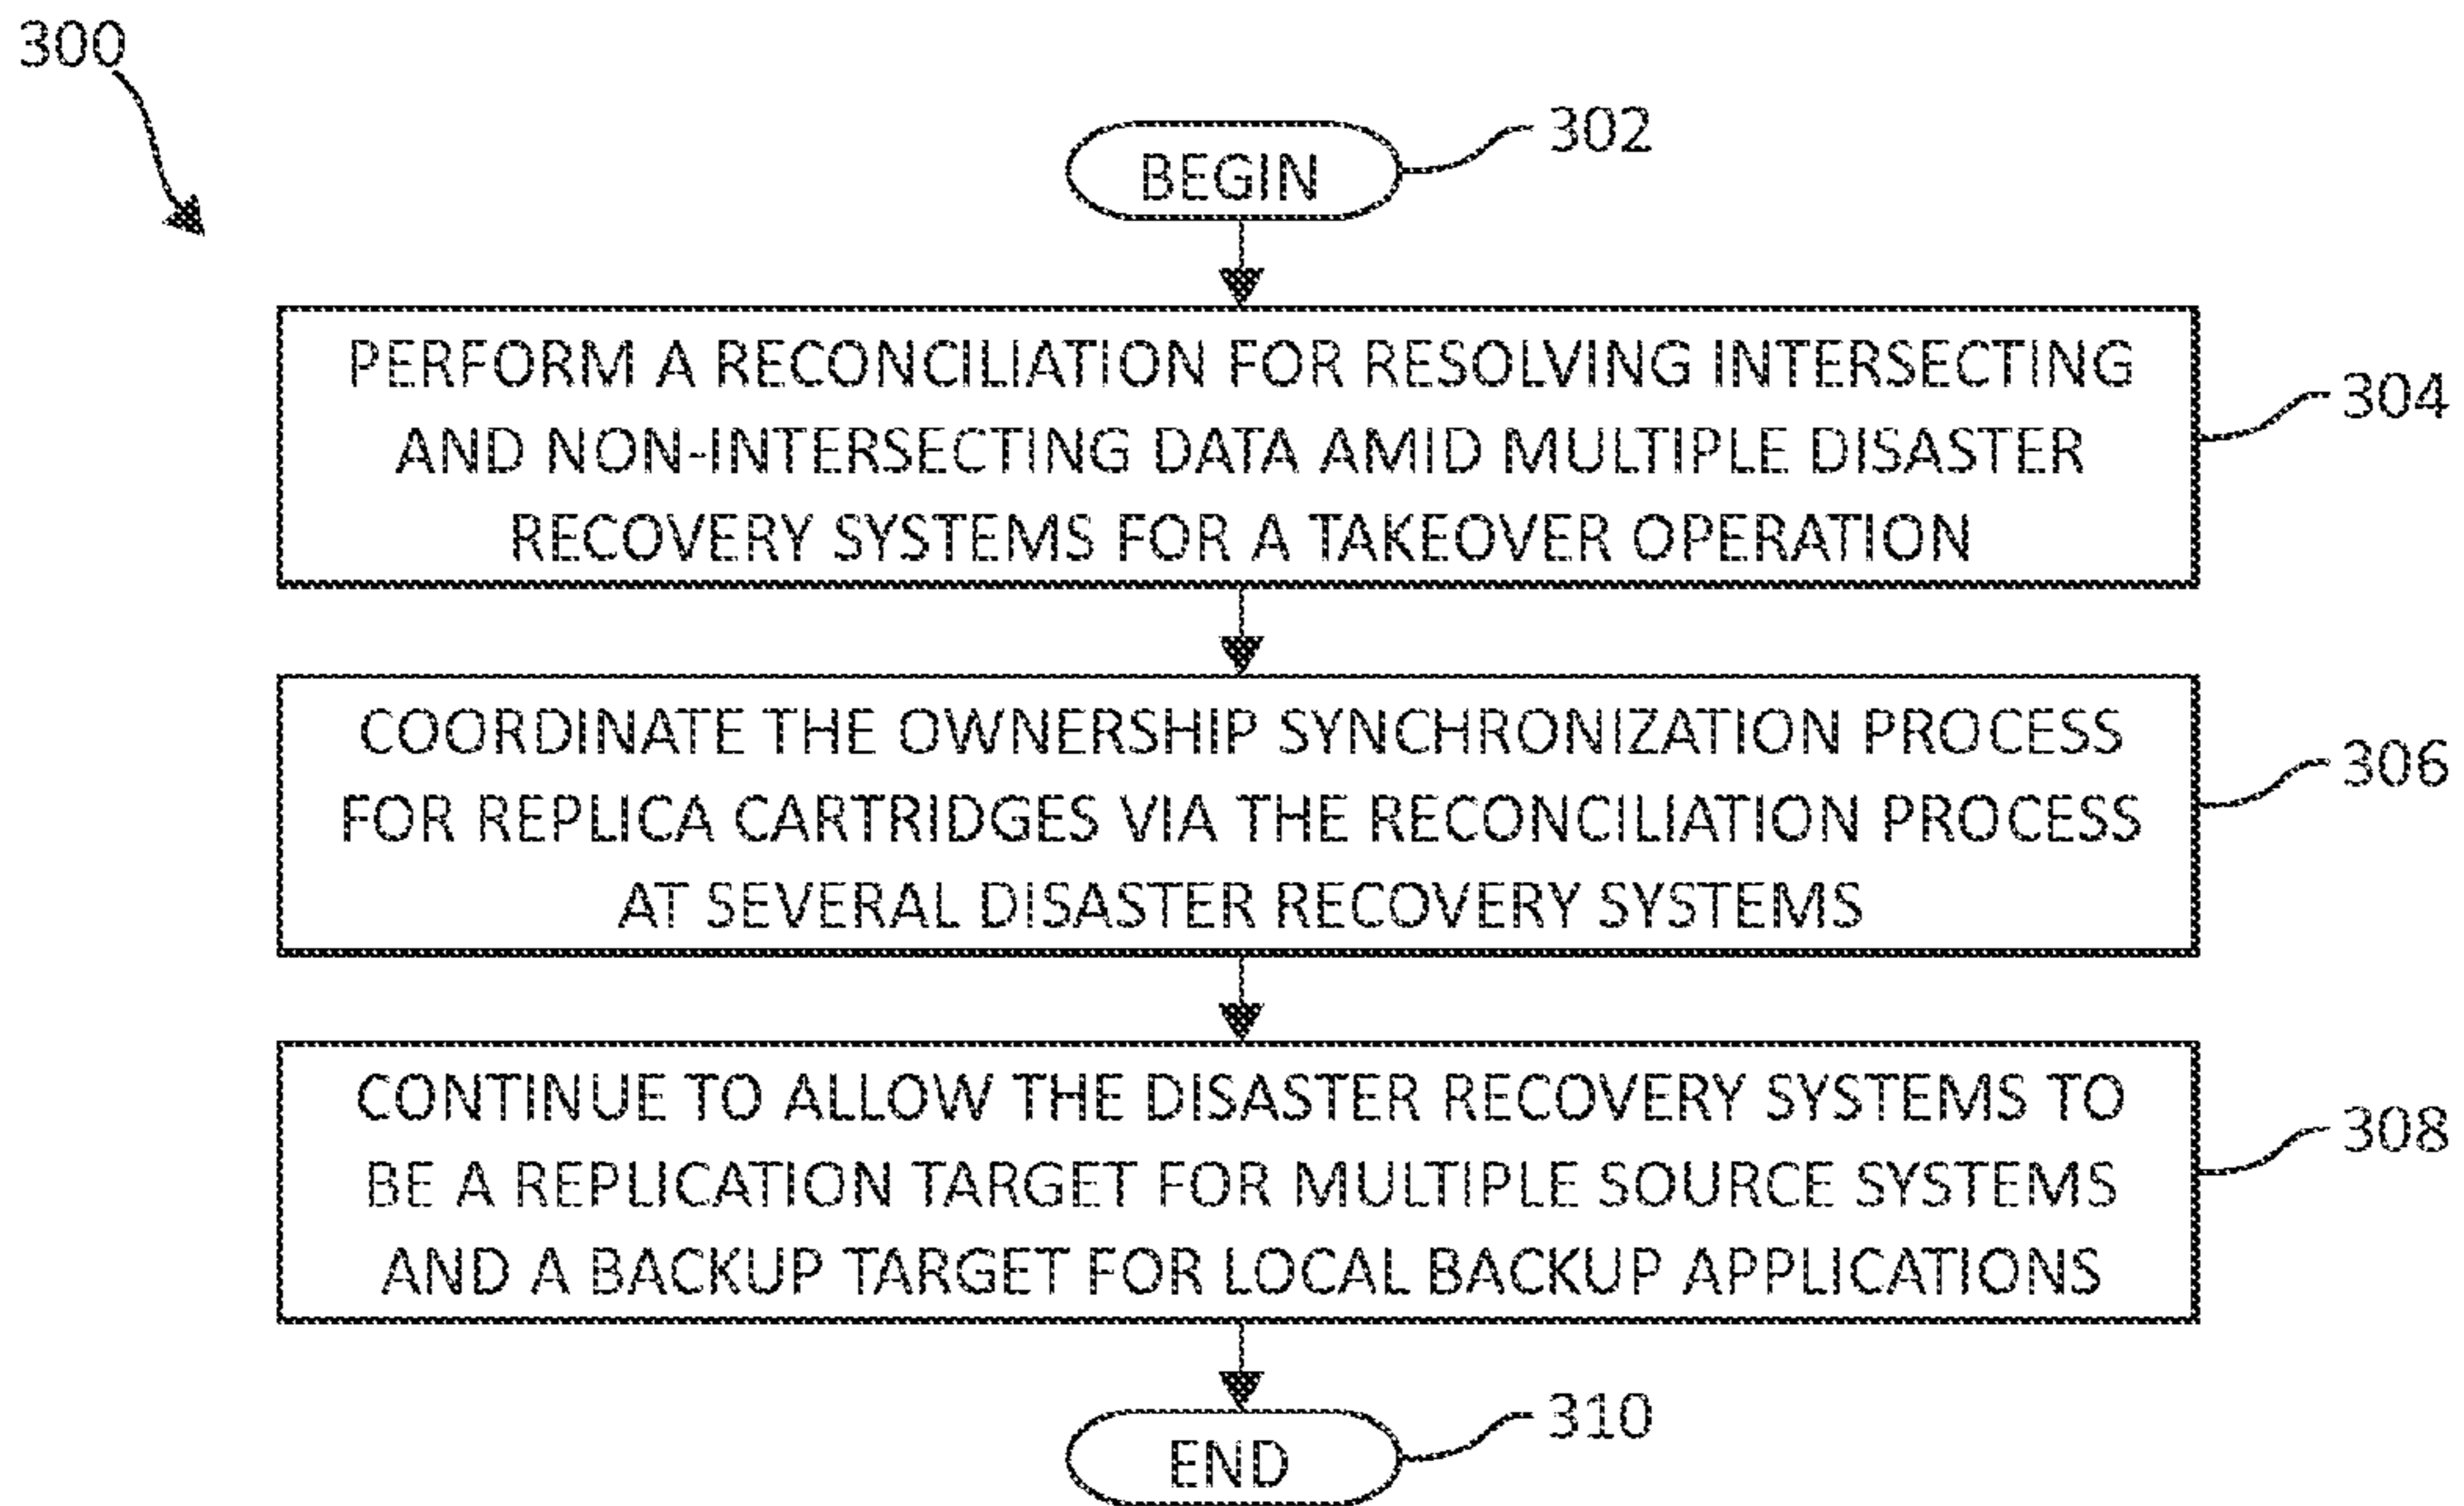 300
BEGIN
302
PERFORM A RECONCILIATION FOR RESOLVING INTERSECTING
AND NON-INTERSECTING DATA AMID MULTIPLE DISASTER
RECOVERY SYSTEMS FOR A TAKEOVER OPERATION
304
COORDINATE THE OWNERSHIP SYNCHRONIZATION PROCESS
FOR REPLICA CARTRIDGES VIA THE RECONCILIATION PROCESS
AT SEVERAL DISASTER RECOVERY SYSTEMS
306
CONTINUE TO ALLOW THE DISASTER RECOVERY SYSTEMS TO
BE A REPLICATION TARGET FOR MULTIPLE SOURCE SYSTEMS
AND A BACKUP TARGET FOR LOCAL BACKUP APPLICATIONS
308
END
310